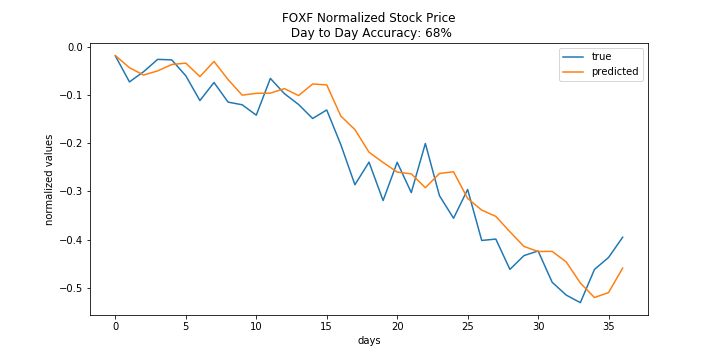 FOXF Normalized Stock Price
Day to Day Accuracy: 68%
true
predicted
normalized values
0.0
−0.1
−0.2
−0.3
−0.4
−0.5
0
5
10
15
20
25
30
35
days